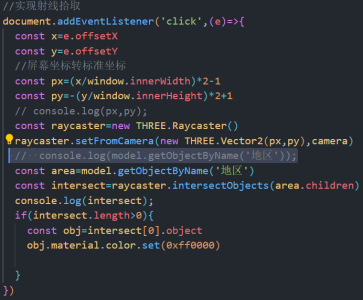 //实现射线拾取
document.addEventListener('click',(e)=>{
const x=e.offsetX
const y=e.offsetY
//屏幕坐标转标准坐标
const px=(x/window.innerWidth)*2-1
const py=-(y/window.innerHeight)*2+1
// console.log(px,py);
const raycaster=new THREE.Raycaster()
raycaster.setFromCamera(new THREE.Vector2(px,py),camera)
// console.log(model.getObjectByName('地区'));
const area=model.getObjectByName('地区')
const intersect=raycaster.intersectObjects(area.children)
console.log(intersect);
if(intersect.length>0){
const obj=intersect[0].object
obj.material.color.set(0xff0000)
}
})